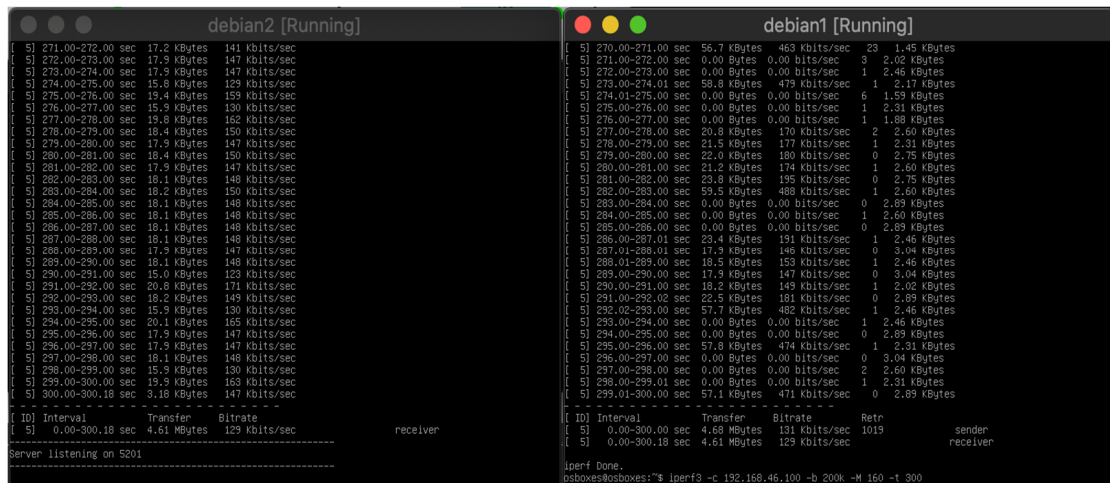 debian2 [Running]
[ 5] 271.00-272.00 sec 17.2 KBytes 141 Kbits/sec
[ 5] 272.00-273.00 sec 17.9 KBytes 147 Kbits/sec
[ 5] 273.00-274.00 sec 17.9 KBytes 147 Kbits/sec
[ 5] 274.00-275.00 sec 15.8 KBytes 129 Kbits/sec
[ 5] 275.00-276.00 sec 19.4 KBytes 159 Kbits/sec
[ 5] 276.00-277.00 sec 15.9 KBytes 130 Kbits/sec
[ 5] 277.00-278.00 sec 19.8 KBytes 162 Kbits/sec
[ 5] 278.00-279.00 sec 18.4 KBytes 150 Kbits/sec
[ 5] 279.00-280.00 sec 17.9 KBytes 147 Kbits/sec
[ 5] 280.00-281.00 sec 18.4 KBytes 150 Kbits/sec
[ 5] 281.00-282.00 sec 17.9 KBytes 147 Kbits/sec
[ 5] 282.00-283.00 sec 18.1 KBytes 148 Kbits/sec
[ 5] 283.00-284.00 sec 18.2 KBytes 150 Kbits/sec
[ 5] 284.00-285.00 sec 18.1 KBytes 148 Kbits/sec
[ 5] 285.00-286.00 sec 18.1 KBytes 148 Kbits/sec
[ 5] 286.00-287.00 sec 18.1 KBytes 148 Kbits/sec
[ 5] 287.00-288.00 sec 18.1 KBytes 148 Kbits/sec
[ 5] 288.00-289.00 sec 17.9 KBytes 147 Kbits/sec
[ 5] 289.00-290.00 sec 18.1 KBytes 148 Kbits/sec
[ 5] 290.00-291.00 sec 15.0 KBytes 123 Kbits/sec
[ 5] 291.00-292.00 sec 20.8 KBytes 171 Kbits/sec
[ 5] 292.00-293.00 sec 18.2 KBytes 149 Kbits/sec
[ 5] 293.00-294.00 sec 15.9 KBytes 130 Kbits/sec
[ 5] 294.00-295.00 sec 20.1 KBytes 165 Kbits/sec
[ 5] 295.00-296.00 sec 17.9 KBytes 147 Kbits/sec
[ 5] 296.00-297.00 sec 17.9 KBytes 147 Kbits/sec
[ 5] 297.00-298.00 sec 18.1 KBytes 148 Kbits/sec
[ 5] 298.00-299.00 sec 15.9 KBytes 130 Kbits/sec
[ 5] 299.00-300.00 sec 19.9 KBytes 163 Kbits/sec
[ 5] 300.00-300.18 sec 3.18 KBytes 147 Kbits/sec
- - - - - - - - - - - - - - - - - - - - - - - - -
[ ID] Interval Transfer Bitrate
[ 5] 0.00-300.18 sec 4.61 MBytes 129 Kbits/sec receiver
-----------------------------------------------------------
Server listening on 5201
-----------------------------------------------------------
debian1 [Running]
[ 5] 270.00-271.00 sec 56.7 KBytes 463 Kbits/sec 23 1.45 KBytes
[ 5] 271.00-272.00 sec 0.00 Bytes 0.00 bits/sec 3 2.02 KBytes
[ 5] 272.00-273.00 sec 0.00 Bytes 0.00 bits/sec 1 2.46 KBytes
[ 5] 273.00-274.01 sec 58.8 KBytes 479 Kbits/sec 1 2.17 KBytes
[ 5] 274.01-275.00 sec 0.00 Bytes 0.00 bits/sec 6 1.59 KBytes
[ 5] 275.00-276.00 sec 0.00 Bytes 0.00 bits/sec 1 2.31 KBytes
[ 5] 276.00-277.00 sec 0.00 Bytes 0.00 bits/sec 1 1.88 KBytes
[ 5] 277.00-278.00 sec 20.8 KBytes 170 Kbits/sec 2 2.60 KBytes
[ 5] 278.00-279.00 sec 21.5 KBytes 177 Kbits/sec 1 2.31 KBytes
[ 5] 279.00-280.00 sec 22.0 KBytes 180 Kbits/sec 0 2.75 KBytes
[ 5] 280.00-281.00 sec 21.2 KBytes 174 Kbits/sec 1 2.60 KBytes
[ 5] 281.00-282.00 sec 23.8 KBytes 195 Kbits/sec 0 2.75 KBytes
[ 5] 282.00-283.00 sec 59.5 KBytes 488 Kbits/sec 1 2.60 KBytes
[ 5] 283.00-284.00 sec 0.00 Bytes 0.00 bits/sec 0 2.89 KBytes
[ 5] 284.00-285.00 sec 0.00 Bytes 0.00 bits/sec 1 2.60 KBytes
[ 5] 285.00-286.00 sec 0.00 Bytes 0.00 bits/sec 0 2.89 KBytes
[ 5] 286.00-287.01 sec 23.4 KBytes 191 Kbits/sec 1 2.46 KBytes
[ 5] 287.01-288.01 sec 17.9 KBytes 146 Kbits/sec 0 3.04 KBytes
[ 5] 288.01-289.00 sec 18.5 KBytes 153 Kbits/sec 1 2.46 KBytes
[ 5] 289.00-290.00 sec 17.9 KBytes 147 Kbits/sec 0 3.04 KBytes
[ 5] 290.00-291.00 sec 18.2 KBytes 149 Kbits/sec 1 2.02 KBytes
[ 5] 291.00-292.02 sec 22.5 KBytes 181 Kbits/sec 0 2.89 KBytes
[ 5] 292.02-293.00 sec 57.7 KBytes 482 Kbits/sec 1 2.46 KBytes
[ 5] 293.00-294.00 sec 0.00 Bytes 0.00 bits/sec 1 2.46 KBytes
[ 5] 294.00-295.00 sec 0.00 Bytes 0.00 bits/sec 0 2.89 KBytes
[ 5] 295.00-296.00 sec 57.8 KBytes 474 Kbits/sec 1 2.31 KBytes
[ 5] 296.00-297.00 sec 0.00 Bytes 0.00 bits/sec 0 3.04 KBytes
[ 5] 297.00-298.00 sec 0.00 Bytes 0.00 bits/sec 2 2.60 KBytes
[ 5] 298.00-299.01 sec 0.00 Bytes 0.00 bits/sec 1 2.31 KBytes
[ 5] 299.01-300.00 sec 57.1 KBytes 471 Kbits/sec 0 2.89 KBytes
- - - - - - - - - - - - - - - - - - - - - - - - -
[ ID] Interval Transfer Bitrate Retr
[ 5] 0.00-300.00 sec 4.68 MBytes 131 Kbits/sec 1019 sender
[ 5] 0.00-300.18 sec 4.61 MBytes 129 Kbits/sec receiver
iperf Done.
osboxes@osboxes:~$ iperf3 -c 192.168.46.100 -b 200k -M 160 -t 300